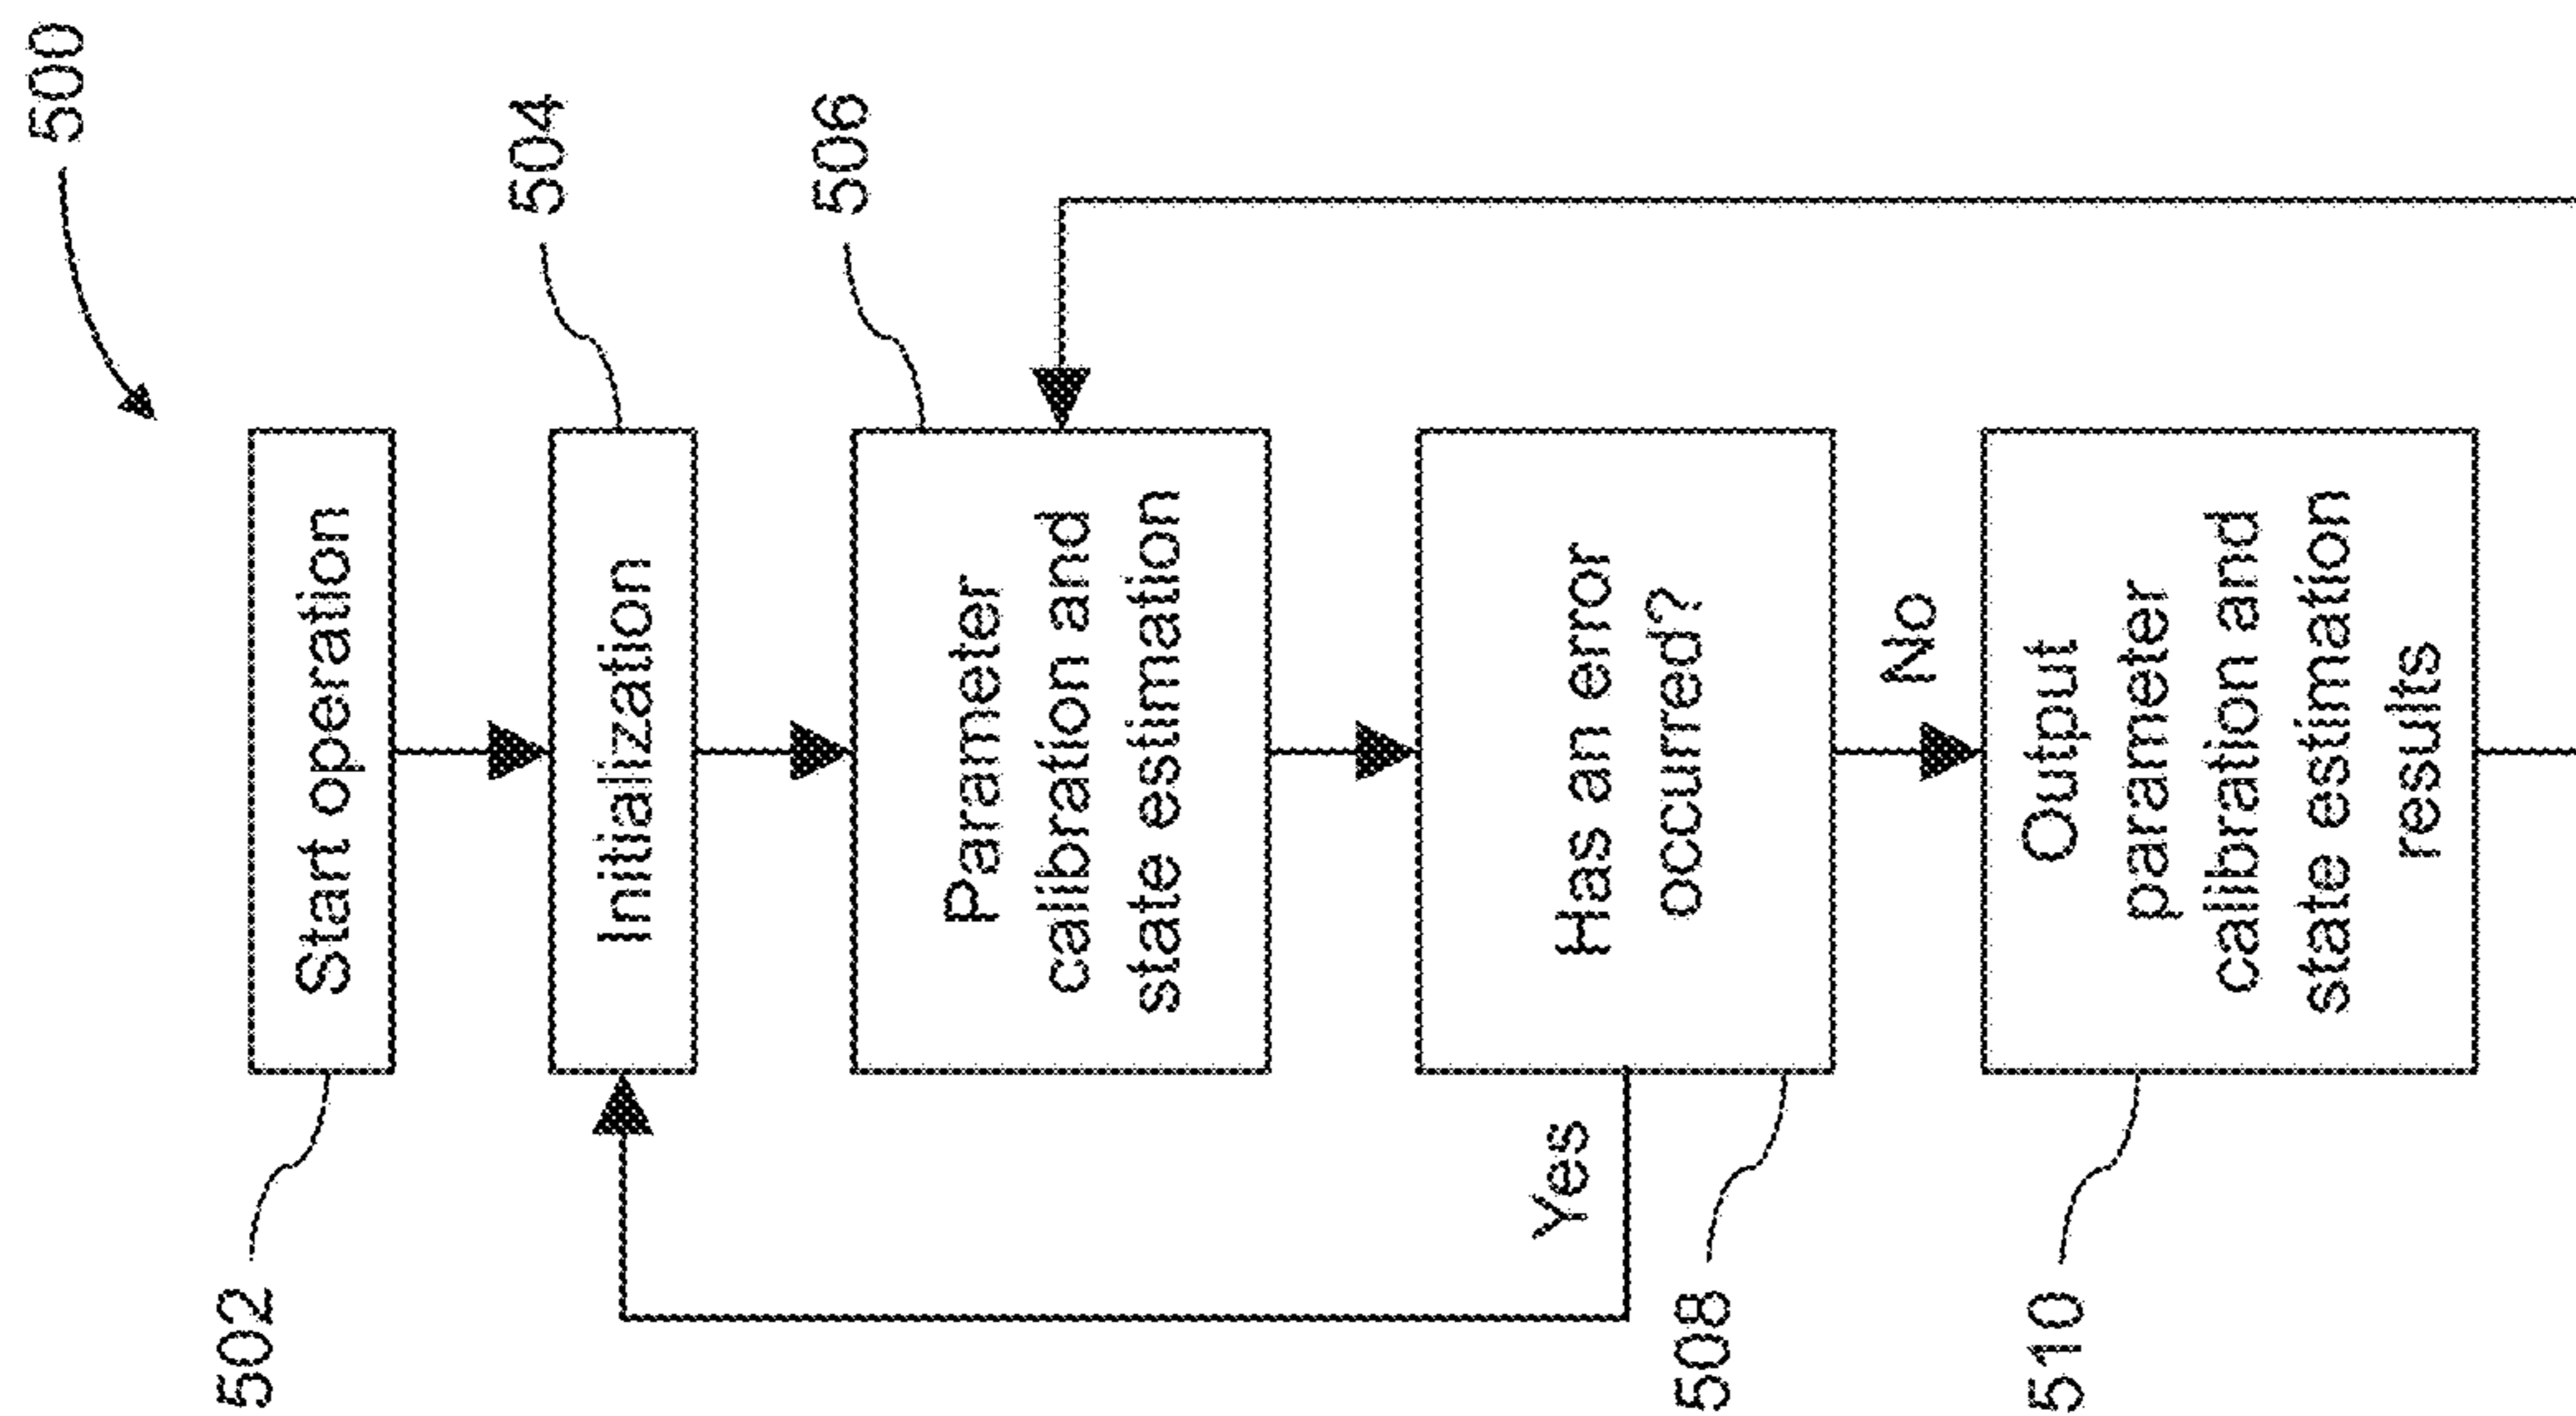 500
502
Start operation
504
Initialization
506
Parameter
calibration and
state estimation
508
Has an error
occurred?
Yes
No
510
Output
parameter
calibration and
state estimation
results